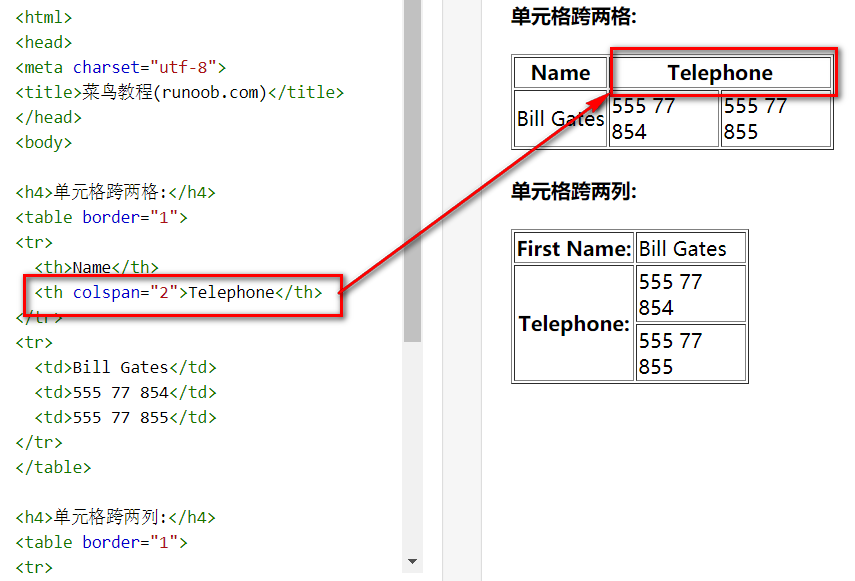 <html>
<head>
<meta charset="utf-8">
<title>菜鸟教程(runoob.com)</title>
</head>
<body>
<h4>单元格跨两格:</h4>
<table border="1">
<tr>
  <th>Name</th>
  <th colspan="2">Telephone</th>
</tr>
<tr>
  <td>Bill Gates</td>
  <td>555 77 854</td>
  <td>555 77 855</td>
</tr>
</table>
<h4>单元格跨两列:</h4>
<table border="1">
<tr>
单元格跨两格:
Name Telephone
Bill Gates 555 77 854 555 77 855
单元格跨两列:
First Name: Bill Gates
Telephone: 555 77 854
555 77 855